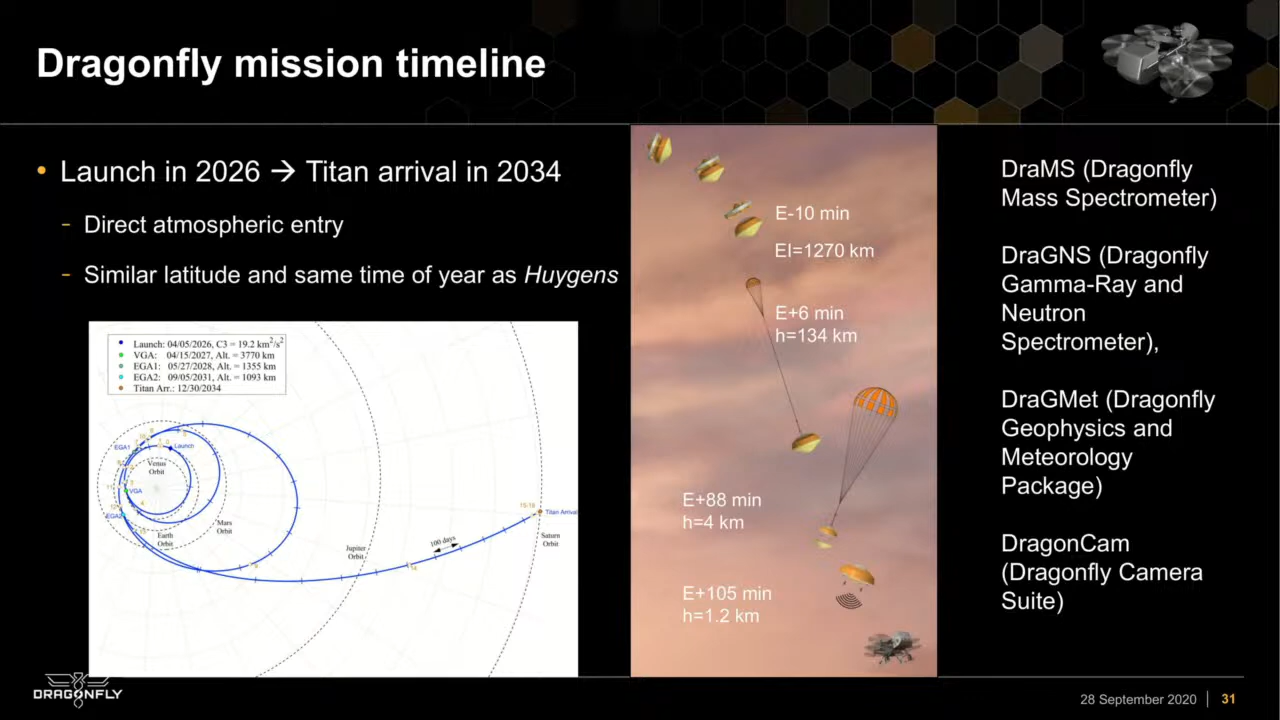 Dragonfly mission timeline
• Launch in 2026 → Titan arrival in 2034
- Direct atmospheric entry
- Similar latitude and same time of year as Huygens
Launch: 04/05/2026, C3 = 19.2 km²/s²
VGA: 04/15/2027, Alt. = 3770 km
EGA1: 05/27/2028, Alt. = 1355 km
EGA2: 09/05/2031, Alt. = 1093 km
Titan Arr.: 12/30/2034
EGA1
Launch
Venus
Orbit
VGA
EGA2
Earth
Orbit
Mars
Orbit
Jupiter
Orbit
100 days
Titan Arrival
Saturn
Orbit
E-10 min
EI=1270 km
E+6 min
h=134 km
E+88 min
h=4 km
E+105 min
h=1.2 km
DraMS (Dragonfly
Mass Spectrometer)
DraGNS (Dragonfly
Gamma-Ray and
Neutron
Spectrometer),
DraGMet (Dragonfly
Geophysics and
Meteorology
Package)
DragonCam
(Dragonfly Camera
Suite)
DRAGONFLY
28 September 2020 | 31